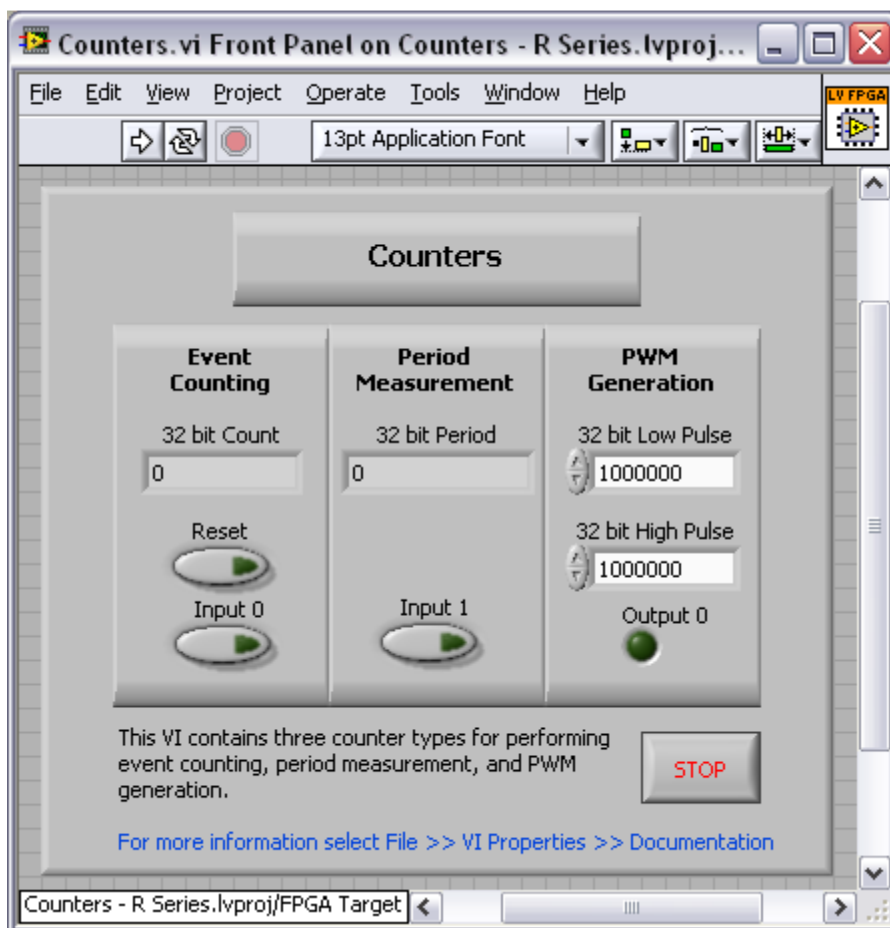 Counters.vi Front Panel on Counters - R Series.lvproj...
File Edit View Project Operate Tools Window Help
LV FPGA
13pt Application Font
Counters
Event
Counting
32 bit Count
0
Reset
Input 0
Period
Measurement
32 bit Period
0
Input 1
PWM
Generation
32 bit Low Pulse
1000000
32 bit High Pulse
1000000
Output 0
This VI contains three counter types for performing
event counting, period measurement, and PWM
generation.
STOP
For more information select File >> VI Properties >> Documentation
Counters - R Series.lvproj/FPGA Target